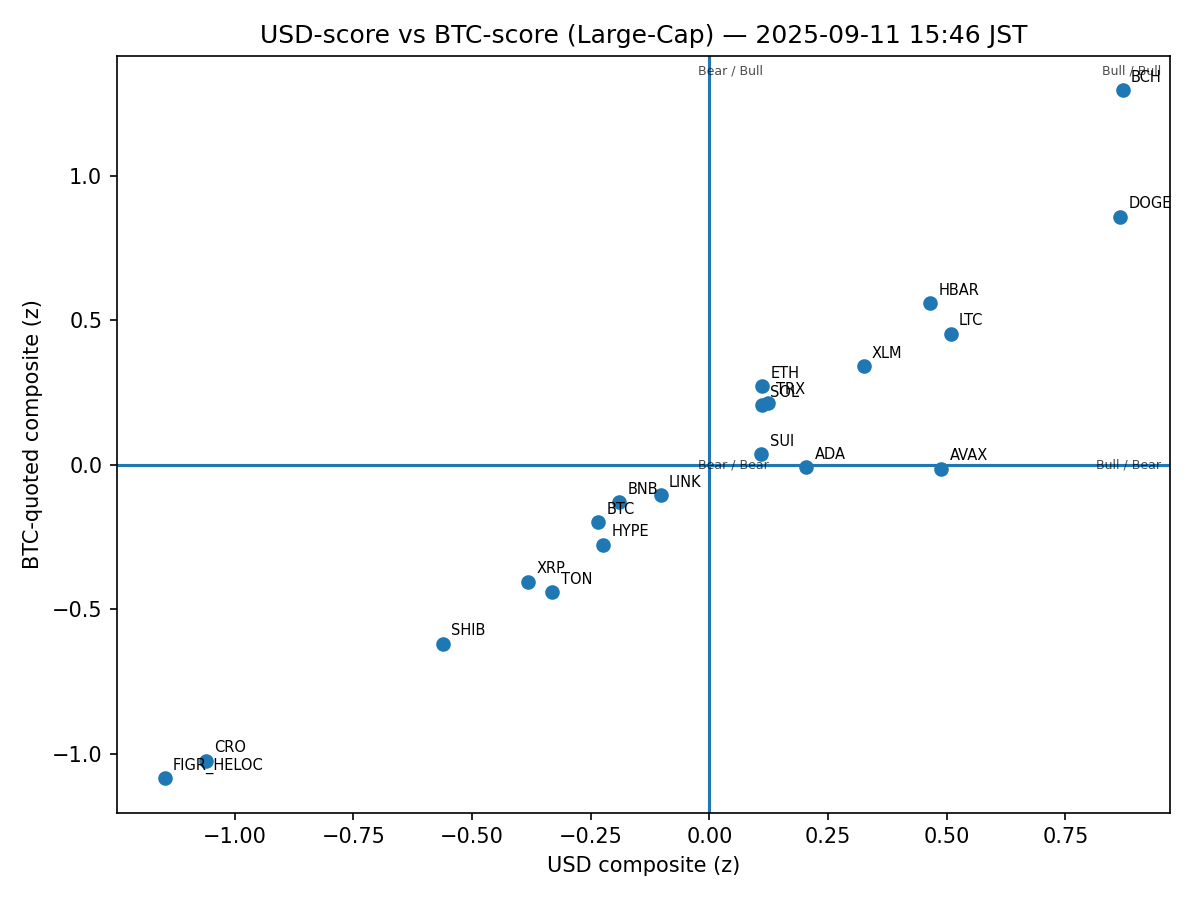 USD-score vs BTC-score (Large-Cap) — 2025-09-11 15:46 JST
Bear / Bull
Bull / Bull
BCH
1.0
DOGE
HBAR
0.5
LTC
XLM
ETH
TRX
SOL
SUI
ADA
AVAX
0.0
Bear / Bear
Bull / Bear
LINK
BNB
BTC
HYPE
XRP
TON
−0.5
SHIB
CRO
−1.0
FIGR_HELOC
−1.00
−0.75
−0.50
−0.25
0.00
0.25
0.50
0.75
USD composite (z)
BTC-quoted composite (z)